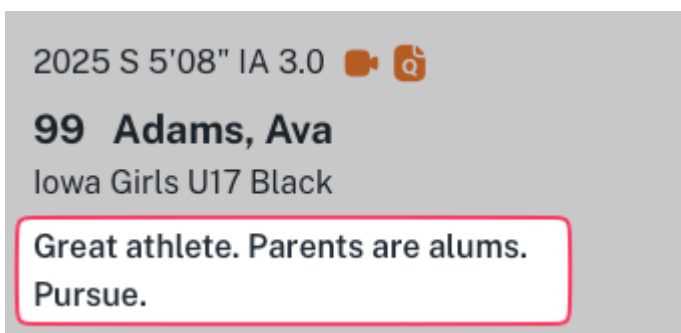 2025 S 5'08" IA 3.0
99 Adams, Ava
Iowa Girls U17 Black
Great athlete. Parents are alums.
Pursue.